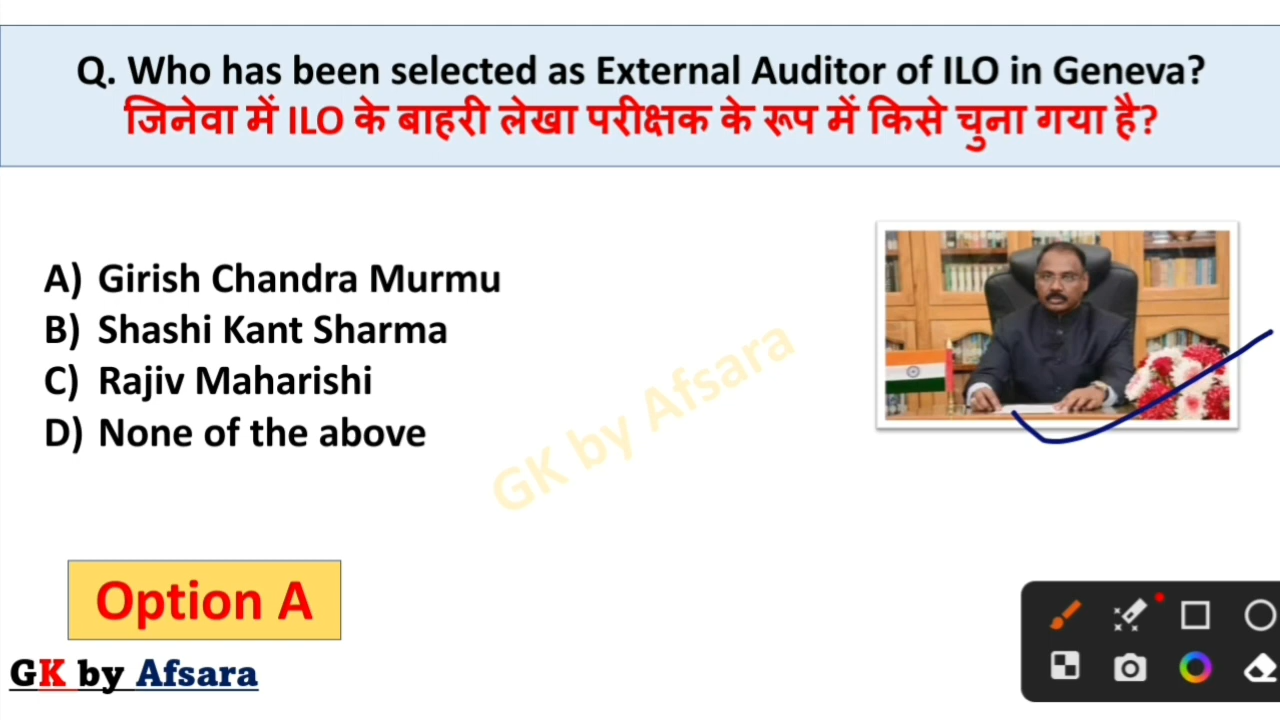 Q. Who has been selected as External Auditor of ILO in Geneva?
जिनेवा में ILO के बाहरी लेखा परीक्षक के रूप में किसे चुना गया है?
A) Girish Chandra Murmu
B) Shashi Kant Sharma
C) Rajiv Maharishi
D) None of the above
GK by Afsara
Option A
GK by Afsara